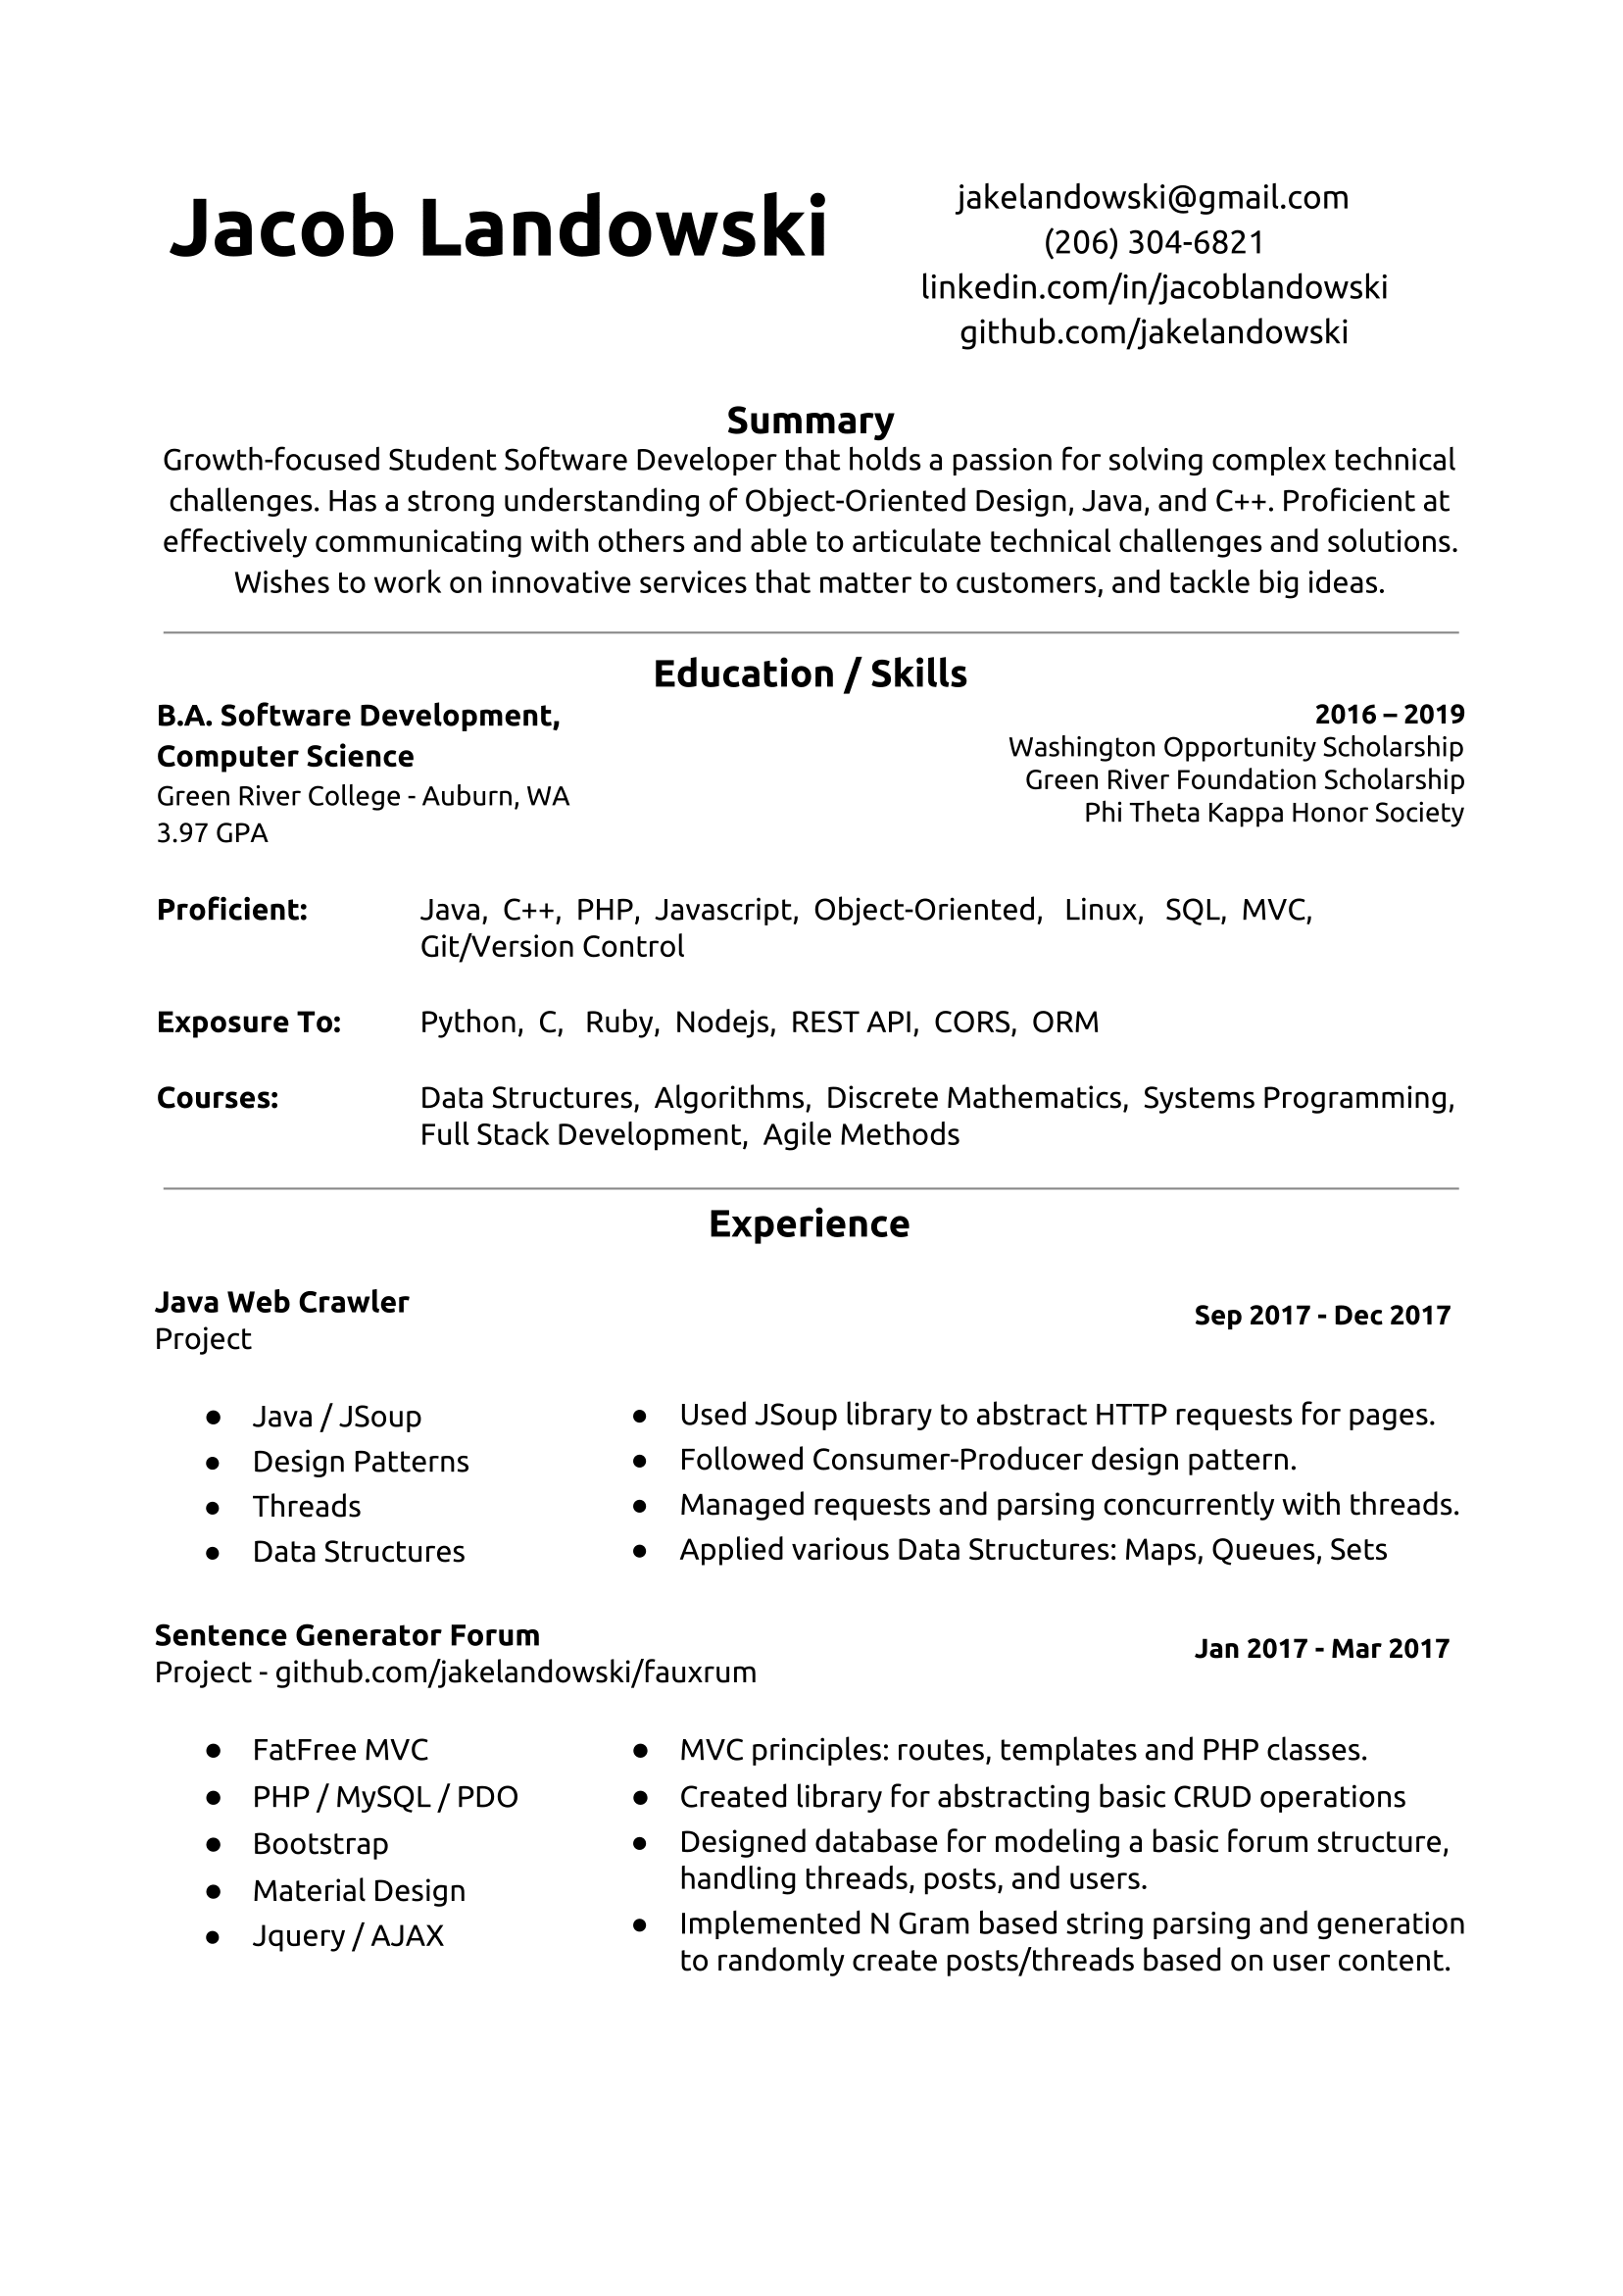 Jacob Landowski
jakelandowski@gmail.com
(206) 304-6821
linkedin.com/in/jacoblandowski
github.com/jakelandowski
Summary
Growth-focused Student Software Developer that holds a passion for solving complex technical
challenges. Has a strong understanding of Object-Oriented Design, Java, and C++. Proficient at
effectively communicating with others and able to articulate technical challenges and solutions.
Wishes to work on innovative services that matter to customers, and tackle big ideas.
Education / Skills
B.A. Software Development,
Computer Science
Green River College - Auburn, WA
3.97 GPA
2016 – 2019
Washington Opportunity Scholarship
Green River Foundation Scholarship
Phi Theta Kappa Honor Society
Proficient: Java, C++, PHP, Javascript, Object-Oriented, Linux, SQL, MVC,
Git/Version Control
Exposure To: Python, C, Ruby, Nodejs, REST API, CORS, ORM
Courses: Data Structures, Algorithms, Discrete Mathematics, Systems Programming,
Full Stack Development, Agile Methods
Experience
Java Web Crawler
Project
Sep 2017 - Dec 2017
● Java / JSoup
● Design Patterns
● Threads
● Data Structures
● Used JSoup library to abstract HTTP requests for pages.
● Followed Consumer-Producer design pattern.
● Managed requests and parsing concurrently with threads.
● Applied various Data Structures: Maps, Queues, Sets
Sentence Generator Forum
Project - github.com/jakelandowski/fauxrum
Jan 2017 - Mar 2017
● FatFree MVC
● PHP / MySQL / PDO
● Bootstrap
● Material Design
● Jquery / AJAX
● MVC principles: routes, templates and PHP classes.
● Created library for abstracting basic CRUD operations
● Designed database for modeling a basic forum structure,
handling threads, posts, and users.
● Implemented N Gram based string parsing and generation
to randomly create posts/threads based on user content.